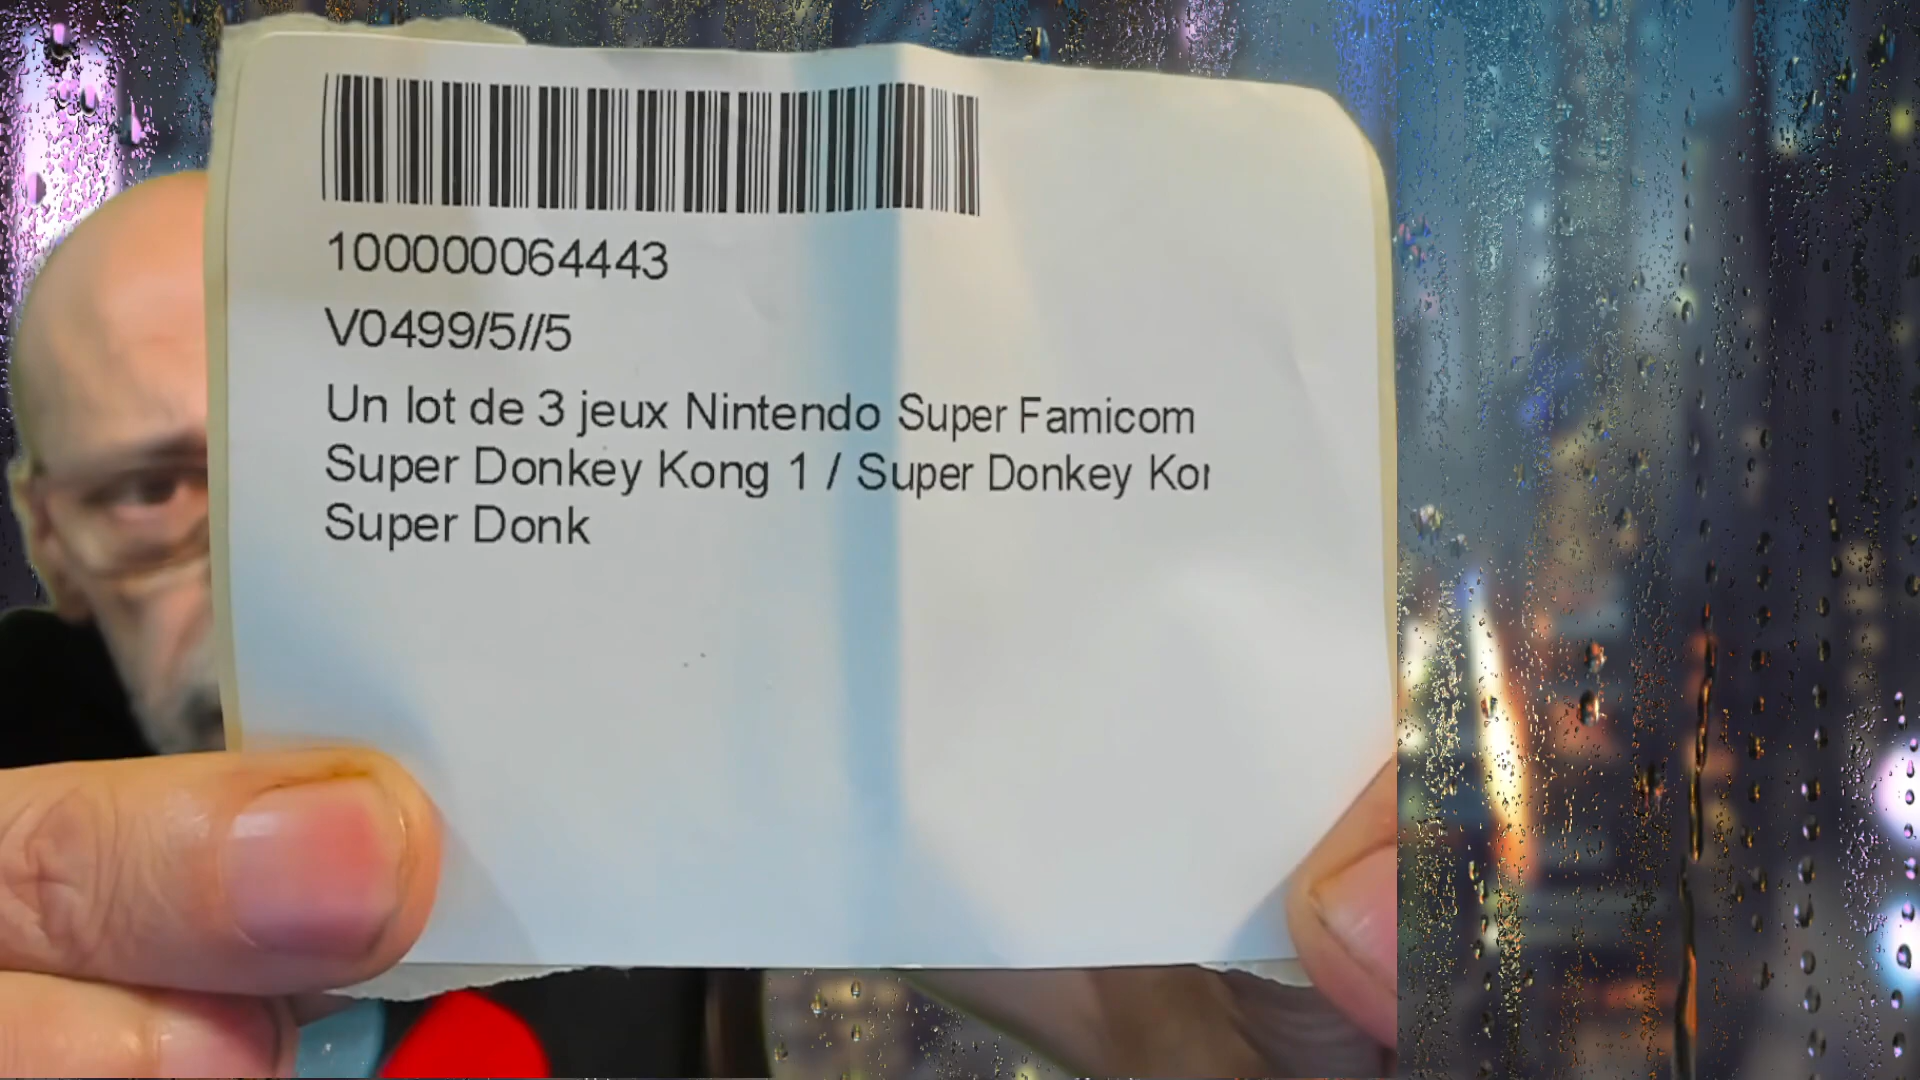 100000064443
V0499/5//5
Un lot de 3 jeux Nintendo Super Famicom
Super Donkey Kong 1 / Super Donkey Kor
Super Donk